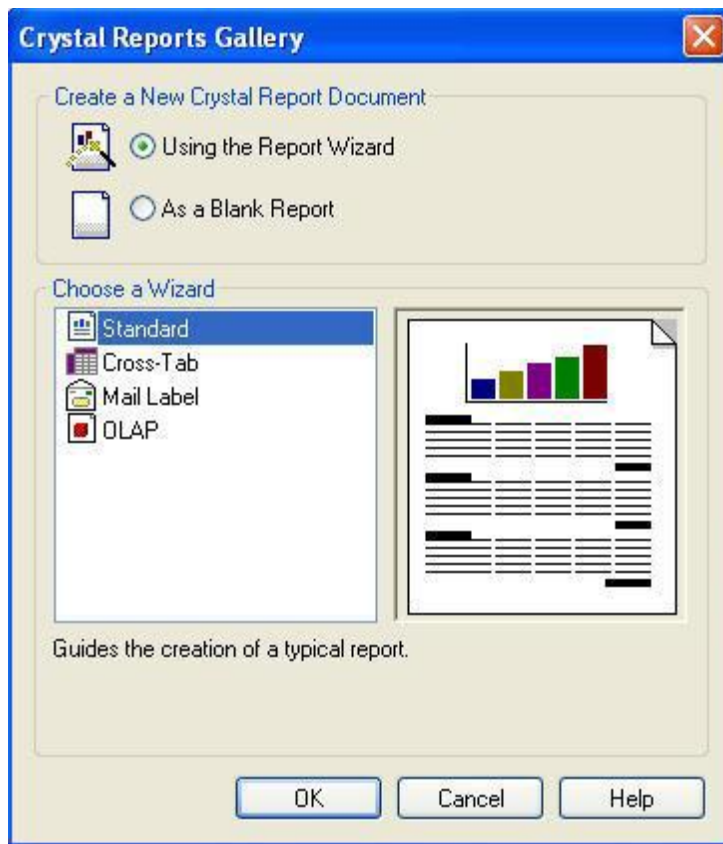 Crystal Reports Gallery
Create a New Crystal Report Document
Using the Report Wizard
As a Blank Report
Choose a Wizard
Standard
Cross-Tab
Mail Label
OLAP
Guides the creation of a typical report.
OK Cancel Help